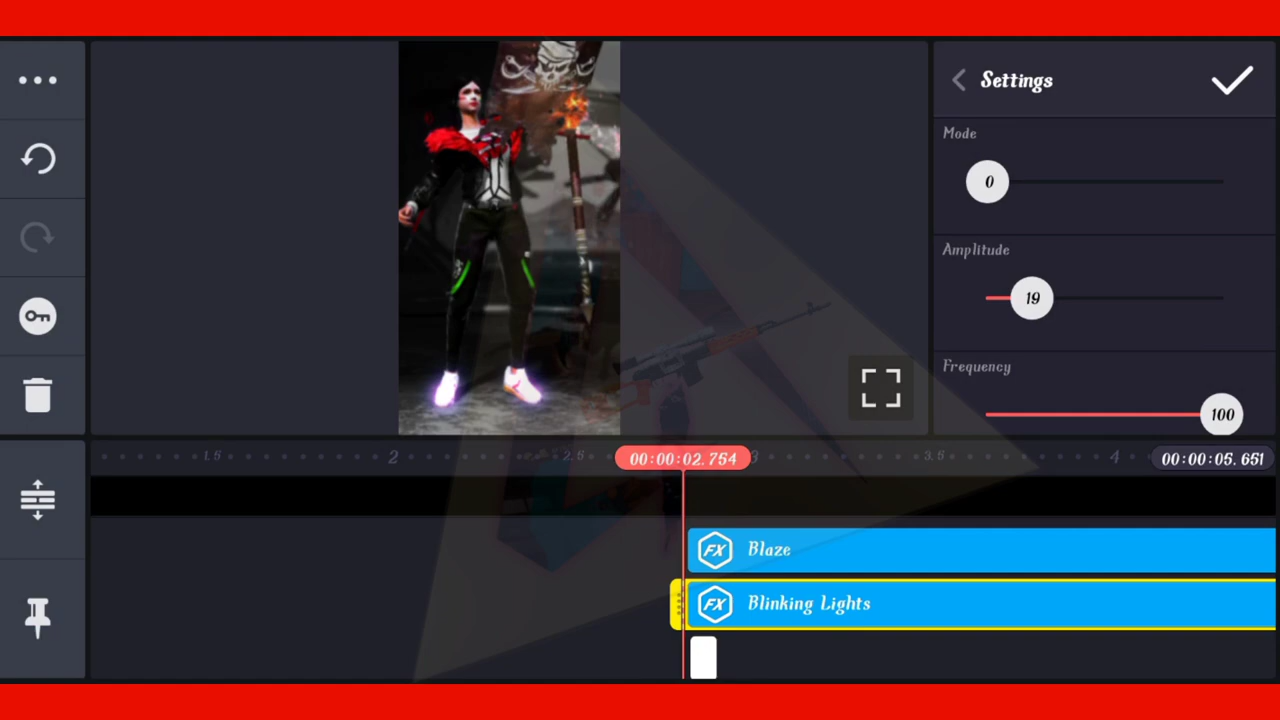 Settings
Mode
0
Amplitude
19
Frequency
100
1.5
2
2.5
00:00:02.754
3
3.5
4
00:00:05.651
FX Blaze
FX Blinking Lights